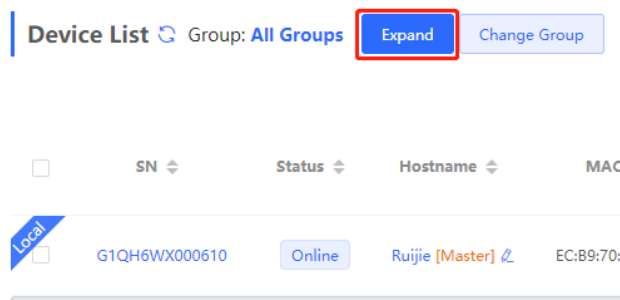 Device List Group: All Groups Expand Change Group
SN Status Hostname MAC
Local
G1QH6WX000610 Online Ruijie [Master] EC:B9:70: